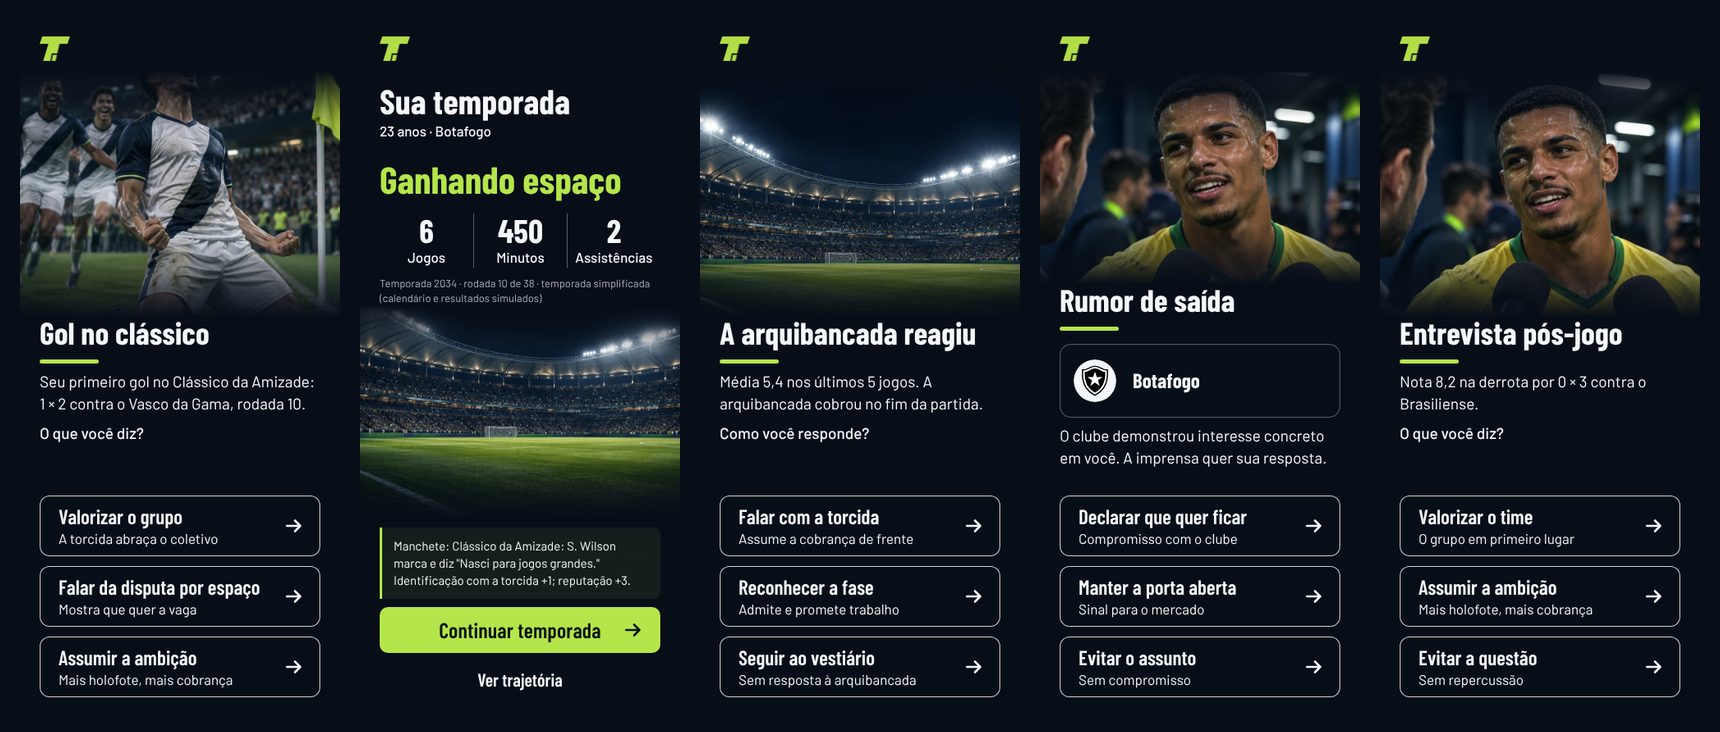 T.
Gol no clássico
Seu primeiro gol no Clássico da Amizade:
1 × 2 contra o Vasco da Gama, rodada 10.
O que você diz?
Valorizar o grupo
A torcida abraça o coletivo
Falar da disputa por espaço
Mostra que quer a vaga
Assumir a ambição
Mais holofote, mais cobrança
T.
Sua temporada
23 anos · Botafogo
Ganhando espaço
6
Jogos
450
Minutos
2
Assistências
Temporada 2034 · rodada 10 de 38 · temporada simplificada
(calendário e resultados simulados)
Manchete: Clássico da Amizade: S. Wilson
marca e diz "Nasci para jogos grandes."
Identificação com a torcida +1; reputação +3.
Continuar temporada
Ver trajetória
T.
A arquibancada reagiu
Média 5,4 nos últimos 5 jogos. A
arquibancada cobrou no fim da partida.
Como você responde?
Falar com a torcida
Assume a cobrança de frente
Reconhecer a fase
Admite e promete trabalho
Seguir ao vestiário
Sem resposta à arquibancada
T.
Rumor de saída
Botafogo
O clube demonstrou interesse concreto
em você. A imprensa quer sua resposta.
Declarar que quer ficar
Compromisso com o clube
Manter a porta aberta
Sinal para o mercado
Evitar o assunto
Sem compromisso
T.
Entrevista pós-jogo
Nota 8,2 na derrota por 0 × 3 contra o
Brasiliense.
O que você diz?
Valorizar o time
O grupo em primeiro lugar
Assumir a ambição
Mais holofote, mais cobrança
Evitar a questão
Sem repercussão